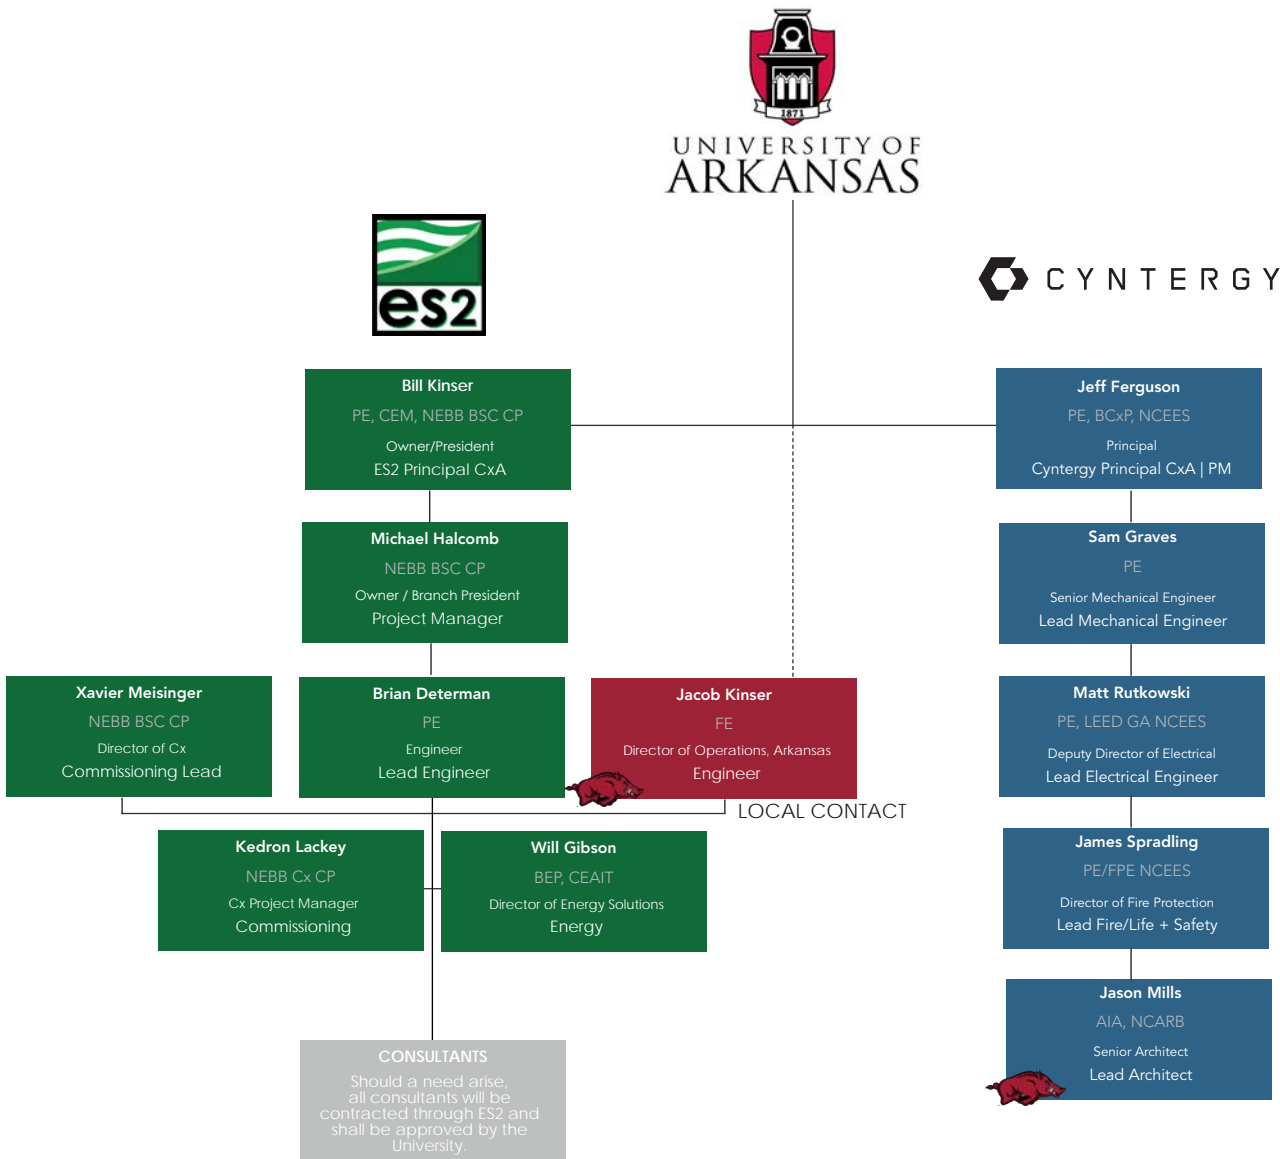 1871
UNIVERSITY OF
ARKANSAS
es2
CYNTERGY
Bill Kinser
PE, CEM, NEBB BSC CP
Owner/President
ES2 Principal CxA
Jeff Ferguson
PE, BCxP, NCEES
Principal
Cyntergy Principal CxA | PM
Michael Halcomb
NEBB BSC CP
Owner / Branch President
Project Manager
Sam Graves
PE
Senior Mechanical Engineer
Lead Mechanical Engineer
Xavier Meisinger
NEBB BSC CP
Director of Cx
Commissioning Lead
Brian Determan
PE
Engineer
Lead Engineer
Jacob Kinser
FE
Director of Operations, Arkansas
Engineer
LOCAL CONTACT
Matt Rutkowski
PE, LEED GA NCEES
Deputy Director of Electrical
Lead Electrical Engineer
Kedron Lackey
NEBB Cx CP
Cx Project Manager
Commissioning
Will Gibson
BEP, CEAIT
Director of Energy Solutions
Energy
James Spradling
PE/FPE NCEES
Director of Fire Protection
Lead Fire/Life + Safety
Jason Mills
AIA, NCARB
Senior Architect
Lead Architect
CONSULTANTS
Should a need arise,
all consultants will be
contracted through ES2 and
shall be approved by the
University.